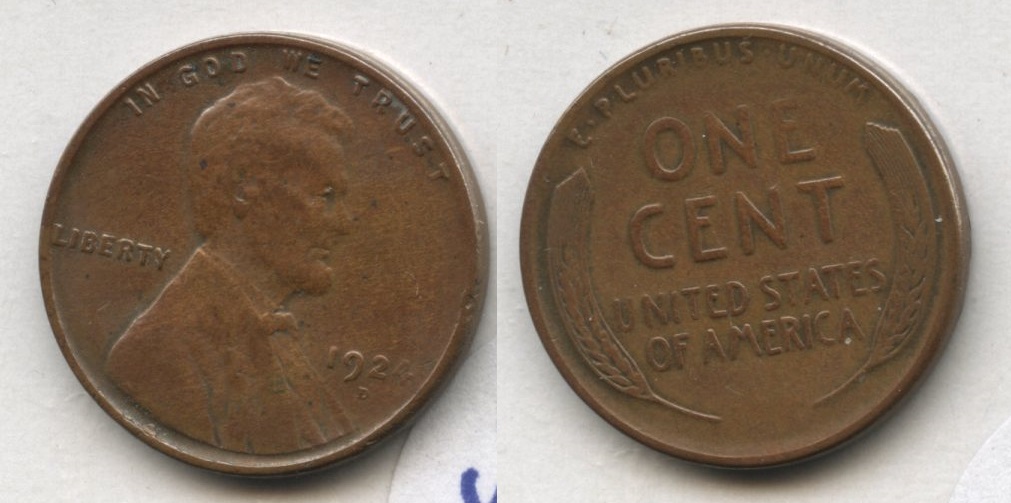 IN GOD WE TRUST
LIBERTY
1924
D
E·PLURIBUS·UNUM
ONE
CENT
UNITED STATES
OF AMERICA